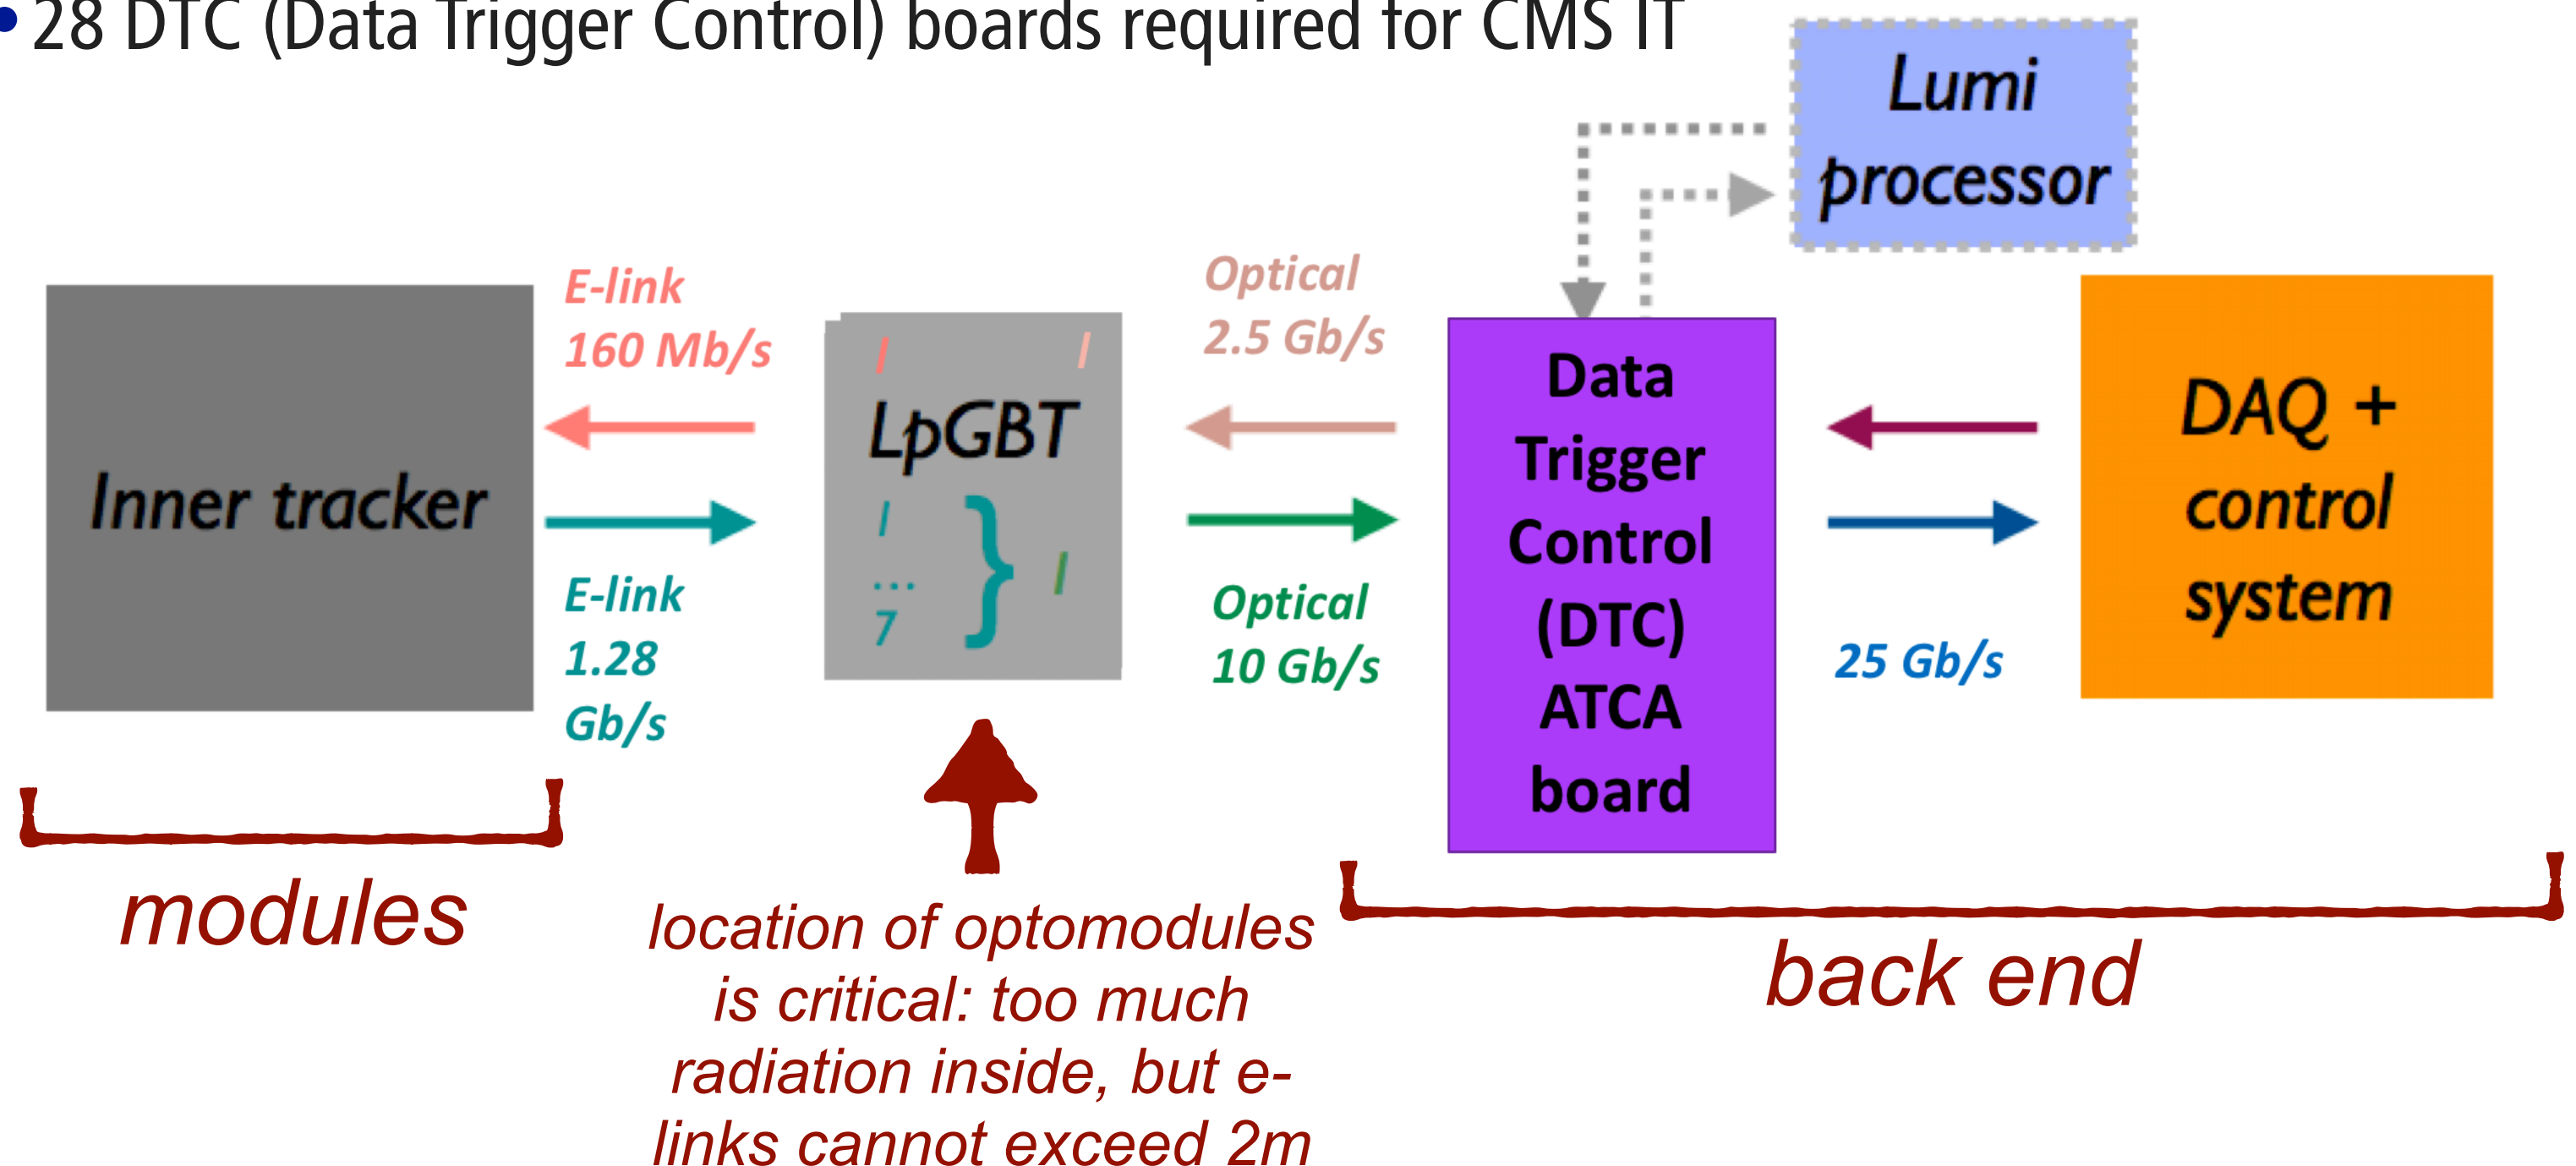 • 28 DTC (Data Trigger Control) boards required for CMS IT
Lumi
processor
Inner tracker
E-link
160 Mb/s
E-link
1.28
Gb/s
I
I
LpGBT
I
...
7
}
I
Optical
2.5 Gb/s
Optical
10 Gb/s
Data
Trigger
Control
(DTC)
ATCA
board
25 Gb/s
DAQ +
control
system
modules
location of optomodules
is critical: too much
radiation inside, but e-
links cannot exceed 2m
back end